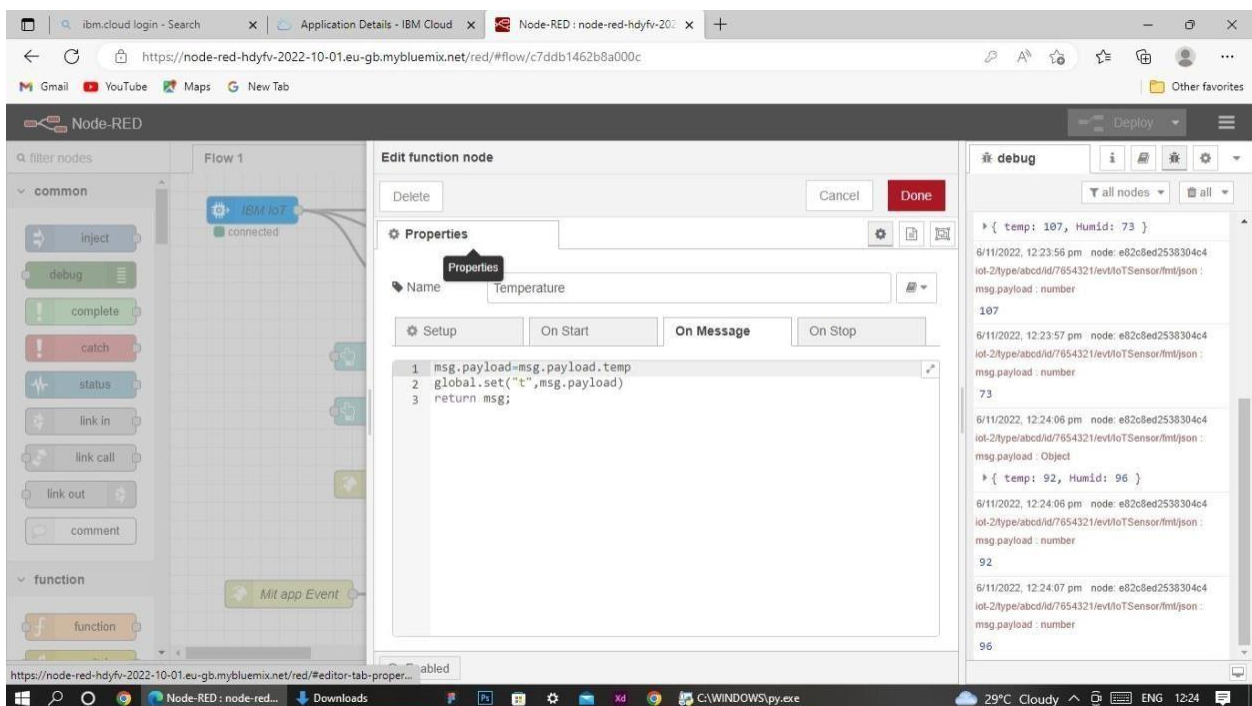 ibm.cloud login - Search
Application Details - IBM Cloud
Node-RED : node-red-hdyfv-202
https://node-red-hdyfv-2022-10-01.eu-gb.mybluemix.net/red/#flow/c7ddb1462b8a000c
Gmail YouTube Maps New Tab Other favorites
Node-RED Deploy
filter nodes
common
inject
debug
complete
catch
status
link in
link call
link out
comment
function
function
Flow 1
IBM IoT
connected
Mit app Event
Edit function node
Delete Cancel Done
Properties
Properties
Name Temperature
Setup On Start On Message On Stop
1 msg.payload=msg.payload.temp
2 global.set("t",msg.payload)
3 return msg;
abled
debug
all nodes all
{ temp: 107, Humid: 73 }
6/11/2022, 12:23:56 pm node: e82c8ed2538304c4
iot-2/type/abcd/id/7654321/evt/IoTSensor/fmt/json :
msg.payload : number
107
6/11/2022, 12:23:57 pm node: e82c8ed2538304c4
iot-2/type/abcd/id/7654321/evt/IoTSensor/fmt/json :
msg.payload : number
73
6/11/2022, 12:24:06 pm node: e82c8ed2538304c4
iot-2/type/abcd/id/7654321/evt/IoTSensor/fmt/json :
msg.payload : Object
{ temp: 92, Humid: 96 }
6/11/2022, 12:24:06 pm node: e82c8ed2538304c4
iot-2/type/abcd/id/7654321/evt/IoTSensor/fmt/json :
msg.payload : number
92
6/11/2022, 12:24:07 pm node: e82c8ed2538304c4
iot-2/type/abcd/id/7654321/evt/IoTSensor/fmt/json :
msg.payload : number
96
https://node-red-hdyfv-2022-10-01.eu-gb.mybluemix.net/red/#editor-tab-proper...
Node-RED : node-red... Downloads Ps Xd C:\WINDOWS\py.exe 29°C Cloudy ENG 12:24